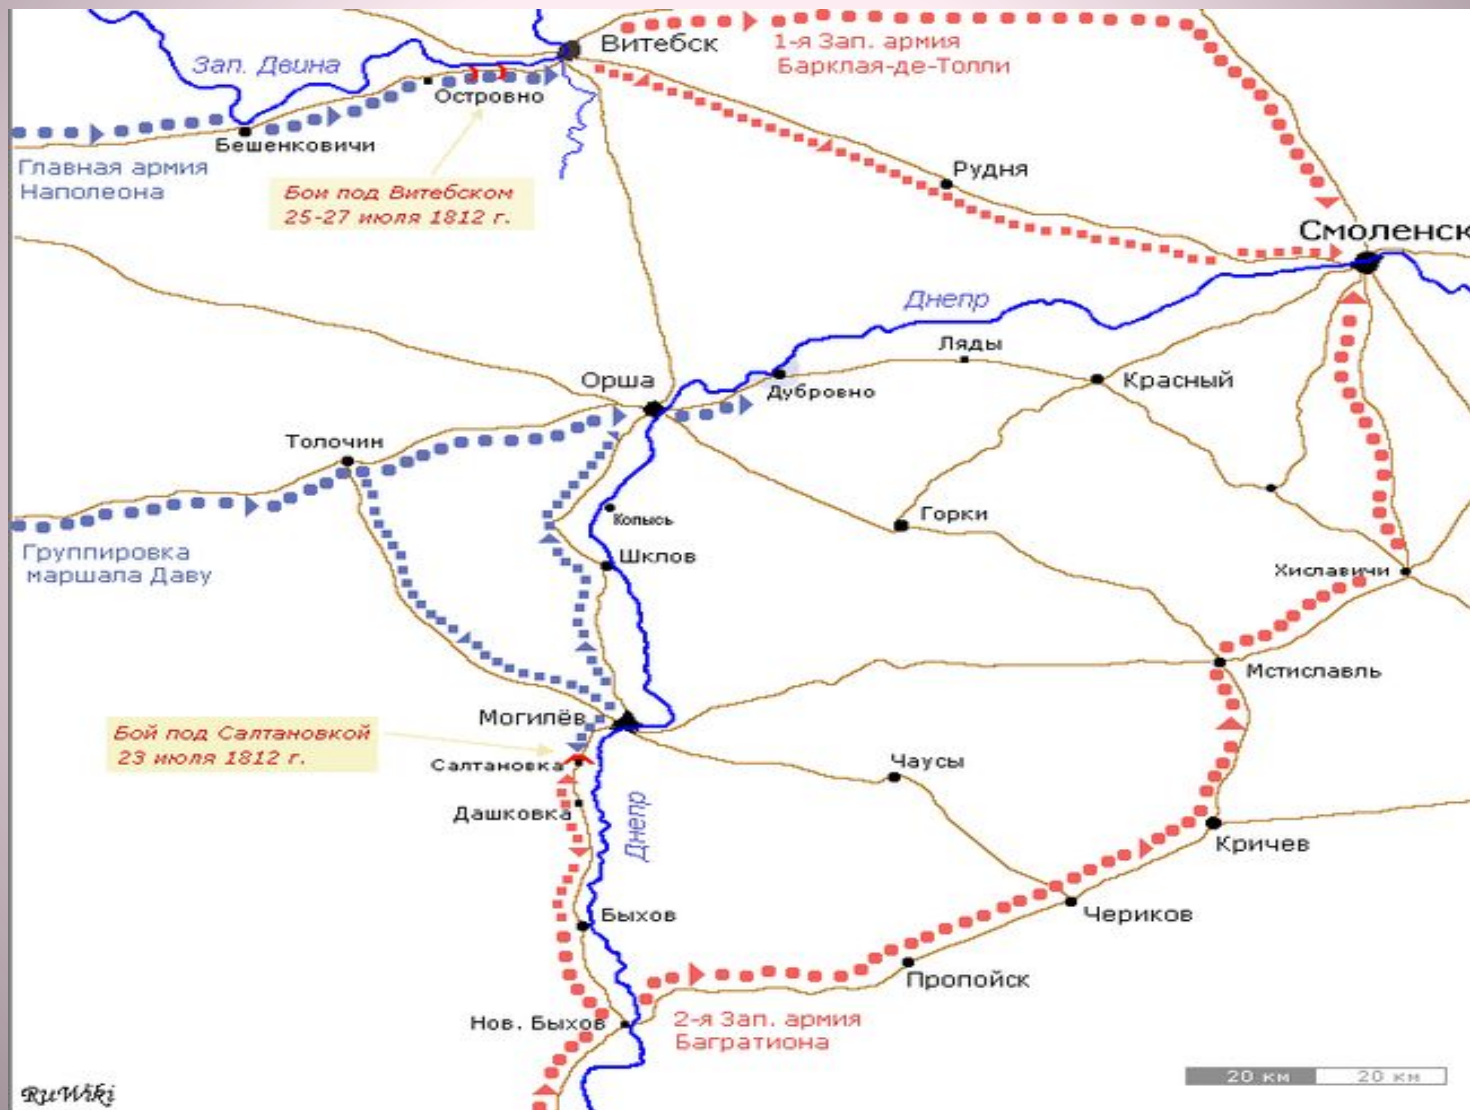 Витебск
1-я Зап. армия
Барклая-де-Толли
Зап. Двина
Островно
Бешенковичи
Главная армия
Наполеона
Бои под Витебском
25-27 июля 1812 г.
Рудня
Смоленск
Днепр
Ляды
Орша
Дубровно
Красный
Толочин
Копысь
Горки
Шклов
Группировка
маршала Даву
Хиславичи
Мстиславль
Могилёв
Бой под Салтановкой
23 июля 1812 г.
Салтановка
Чаусы
Дашковка
Днепр
Кричев
Быхов
Чериков
Пропойск
Нов. Быхов
2-я Зап. армия
Багратиона
20 км 20 км
RuWiki